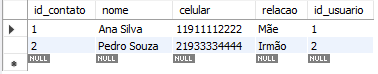 id_contato nome celular relacao id_usuario
1 Ana Silva 11911112222 Mãe 1
2 Pedro Souza 21933334444 Irmão 2
NULL NULL NULL NULL NULL